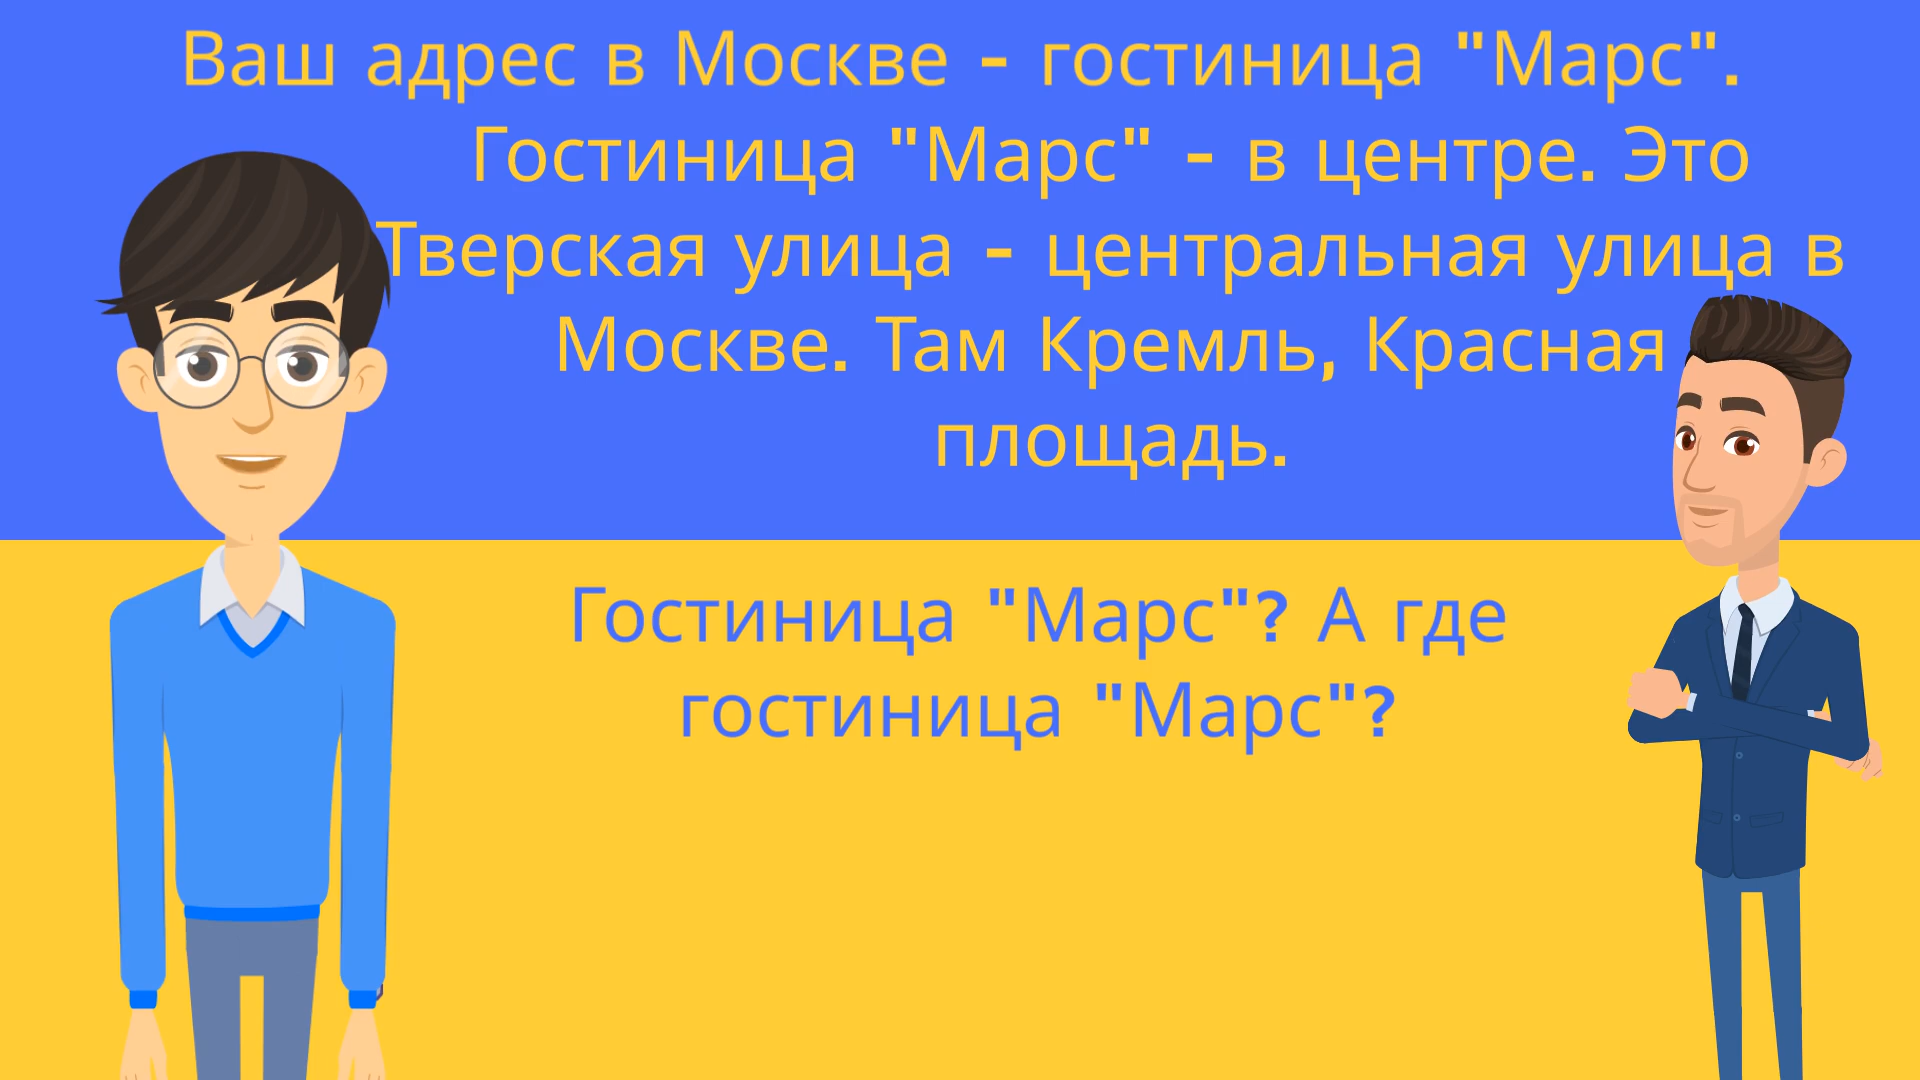 Ваш адрес в Москве - гостиница "Марс".
Гостиница "Марс" - в центре. Это
Тверская улица - центральная улица в
Москве. Там Кремль, Красная
площадь.
Гостиница "Марс"? А где
гостиница "Марс"?